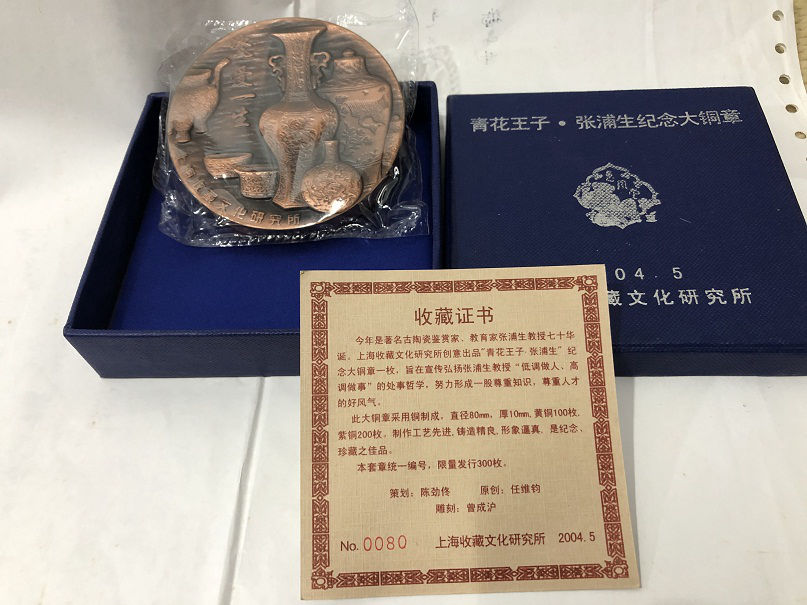 海收藏文化研究所
青花王子·张浦生纪念大铜章
04.5
藏文化研究所
收藏证书
今年是著名古陶瓷鉴赏家、教育家张浦生教授七十华
诞。上海收藏文化研究所创意出品"青花王子·张浦生"纪
念大铜章一枚，旨在宣传弘扬张浦生教授"低调做人、高
调做事"的处事哲学，努力形成一股尊重知识，尊重人才
的好风气。
此大铜章采用铜制成，直径80mm，厚10mm，黄铜100枚，
紫铜200枚，制作工艺先进，铸造精良，形象逼真，是纪念、
珍藏之佳品。
本套章统一编号，限量发行300枚。
策划：陈劲佟 原创：任维钧
雕刻：曾成沪
No. 0080 上海收藏文化研究所 2004.5